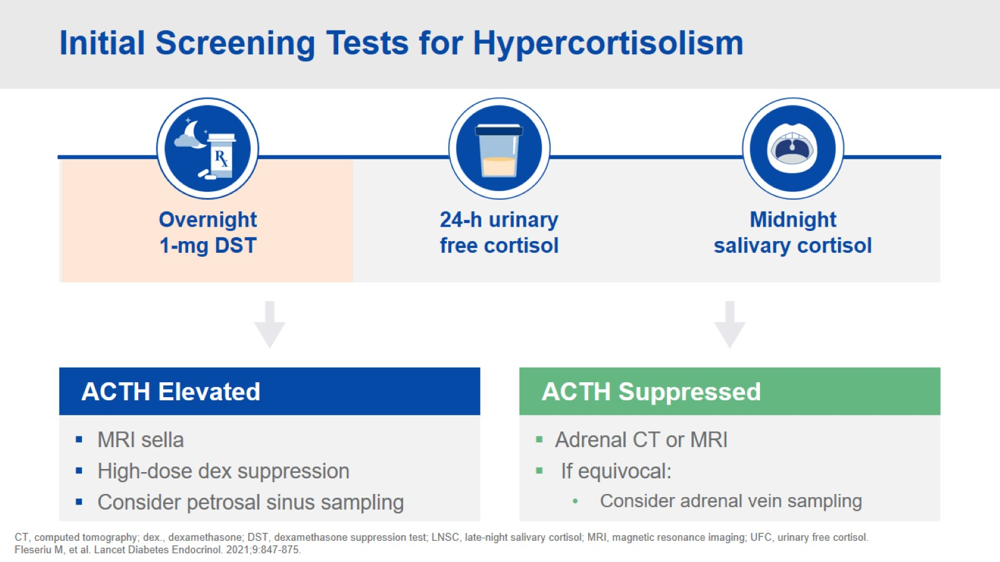 Initial Screening Tests for Hypercortisolism
Rx
Overnight
1-mg DST
24-h urinary
free cortisol
Midnight
salivary cortisol
ACTH Elevated
▪ MRI sella
▪ High-dose dex suppression
▪ Consider petrosal sinus sampling
ACTH Suppressed
▪ Adrenal CT or MRI
▪ If equivocal:
• Consider adrenal vein sampling
CT, computed tomography; dex., dexamethasone; DST, dexamethasone suppression test; LNSC, late-night salivary cortisol; MRI, magnetic resonance imaging; UFC, urinary free cortisol.
Fleseriu M, et al. Lancet Diabetes Endocrinol. 2021;9:847-875.